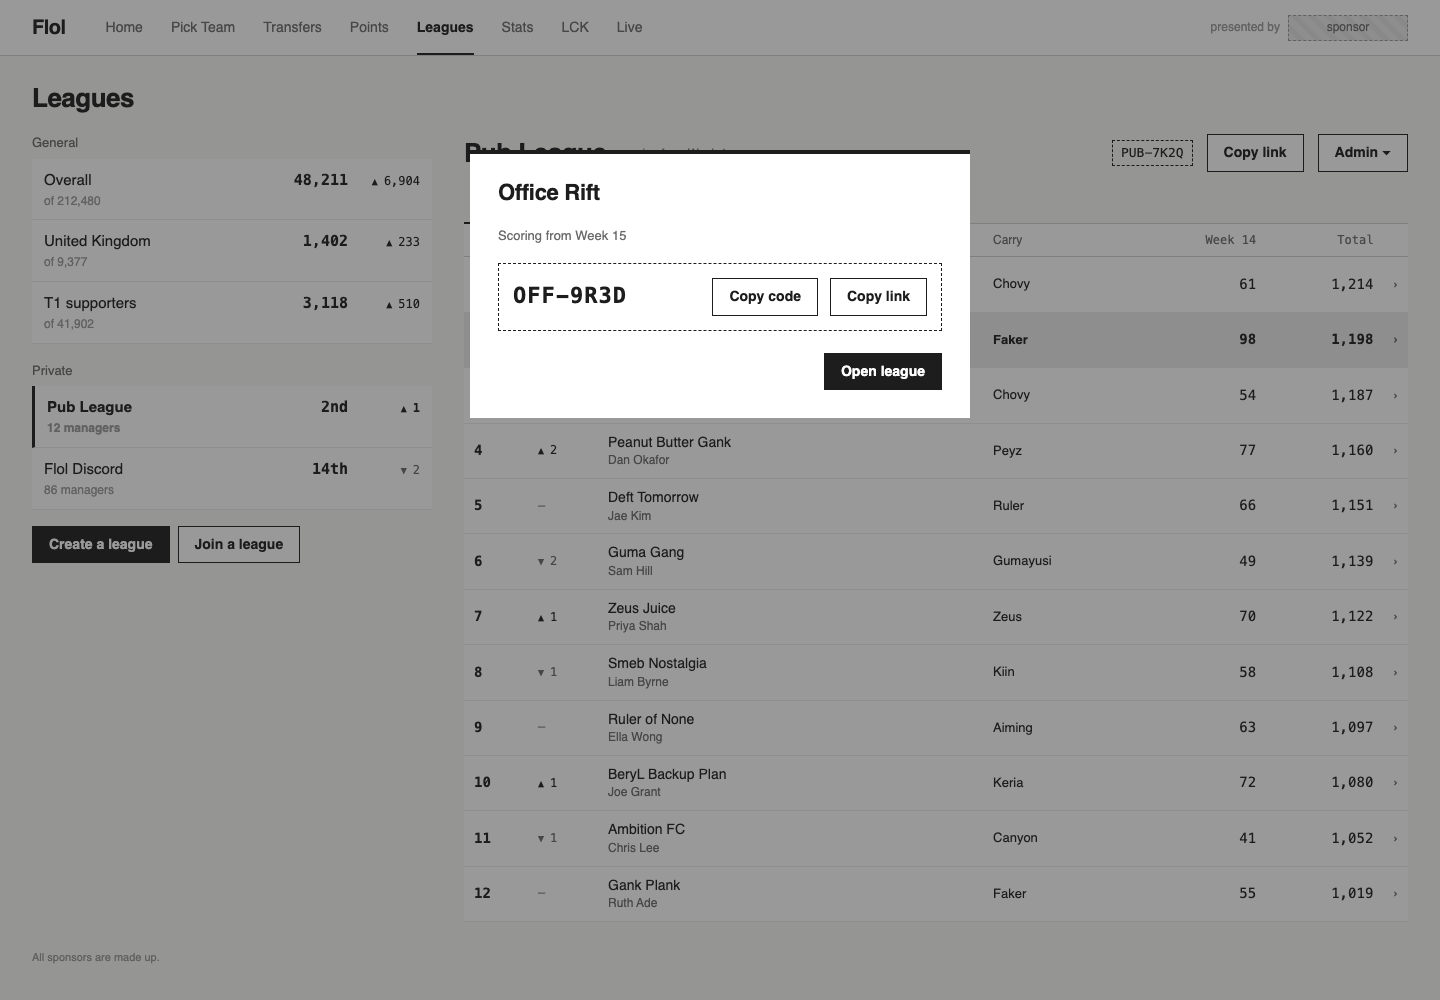 Flol
Home Pick Team Transfers Points Leagues Stats LCK Live
presented by sponsor
Leagues
General
Overall 48,211 ▲ 6,904
of 212,480
United Kingdom 1,402 ▲ 233
of 9,377
T1 supporters 3,118 ▲ 510
of 41,902
Private
Pub League 2nd ▲ 1
12 managers
Flol Discord 14th ▼ 2
86 managers
Create a league Join a league
PUB-7K2Q Copy link Admin
Office Rift
Scoring from Week 15
OFF-9R3D Copy code Copy link
Open league
Carry Week 14 Total
Chovy 61 1,214 ›
Faker 98 1,198 ›
Chovy 54 1,187 ›
4 ▲ 2 Peanut Butter Gank Peyz 77 1,160 ›
Dan Okafor
5 – Deft Tomorrow Ruler 66 1,151 ›
Jae Kim
6 ▼ 2 Guma Gang Gumayusi 49 1,139 ›
Sam Hill
7 ▲ 1 Zeus Juice Zeus 70 1,122 ›
Priya Shah
8 ▼ 1 Smeb Nostalgia Kiin 58 1,108 ›
Liam Byrne
9 – Ruler of None Aiming 63 1,097 ›
Ella Wong
10 ▲ 1 BeryL Backup Plan Keria 72 1,080 ›
Joe Grant
11 ▼ 1 Ambition FC Canyon 41 1,052 ›
Chris Lee
12 – Gank Plank Faker 55 1,019 ›
Ruth Ade
All sponsors are made up.